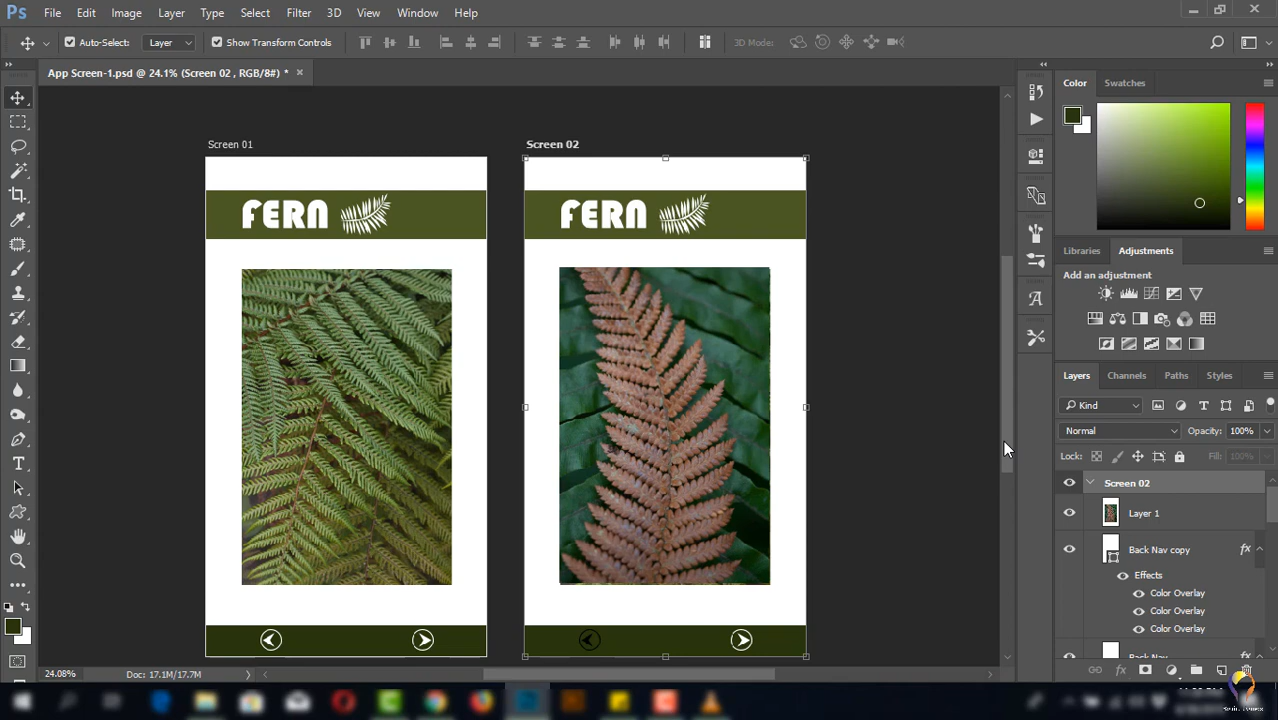 Ps File Edit Image Layer Type Select Filter 3D View Window Help
Auto-Select: Layer Show Transform Controls 3D Mode:
App Screen-1.psd @ 24.1% (Screen 02 , RGB/8#) * ×
Color Swatches
Screen 01 Screen 02
FERN FERN
Libraries Adjustments
Add an adjustment
Layers Channels Paths Styles
Kind
Normal Opacity: 100%
Lock: Fill: 100%
Screen 02
Layer 1
Back Nav copy fx
Effects
Color Overlay
Color Overlay
Color Overlay
Back Nav
24.08% Doc: 17.1M/17.7M